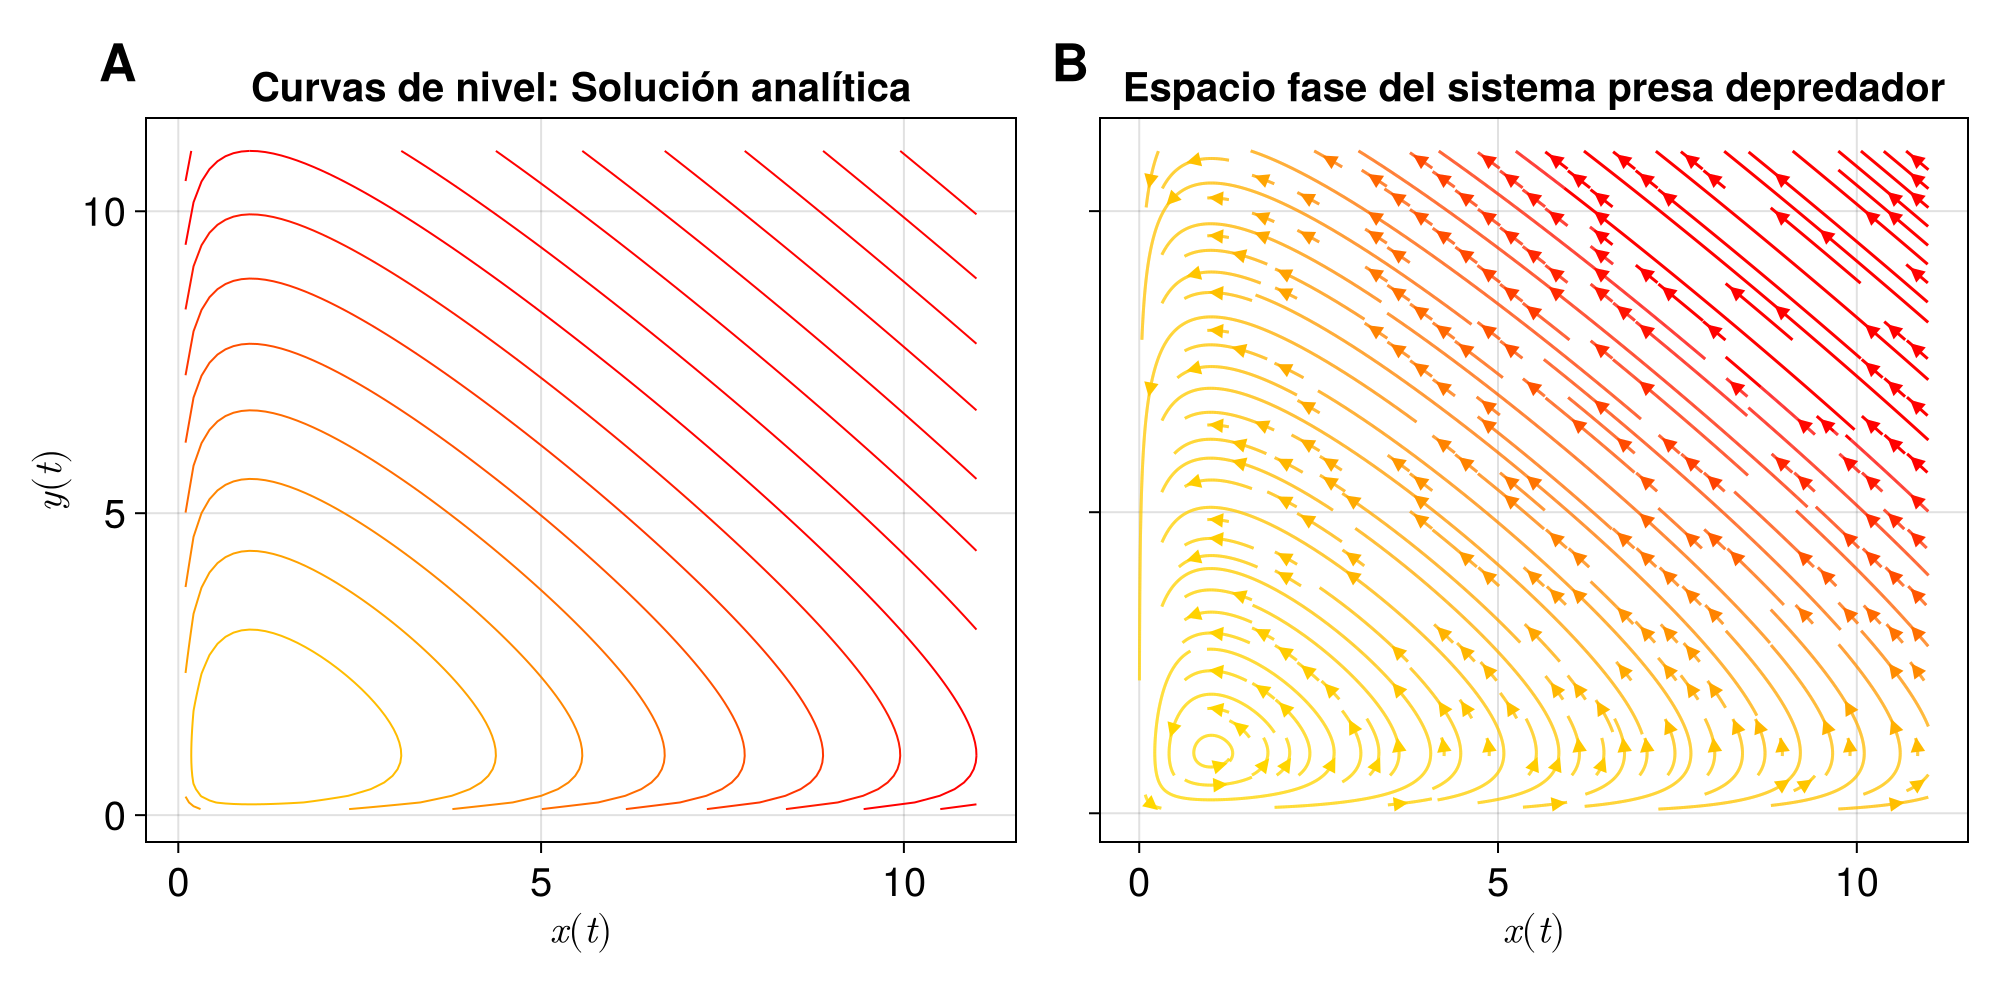 A
Curvas de nivel: Solución analítica
y(t)
10
5
0
0 5 10
x(t)
B
Espacio fase del sistema presa depredador
0 5 10
x(t)